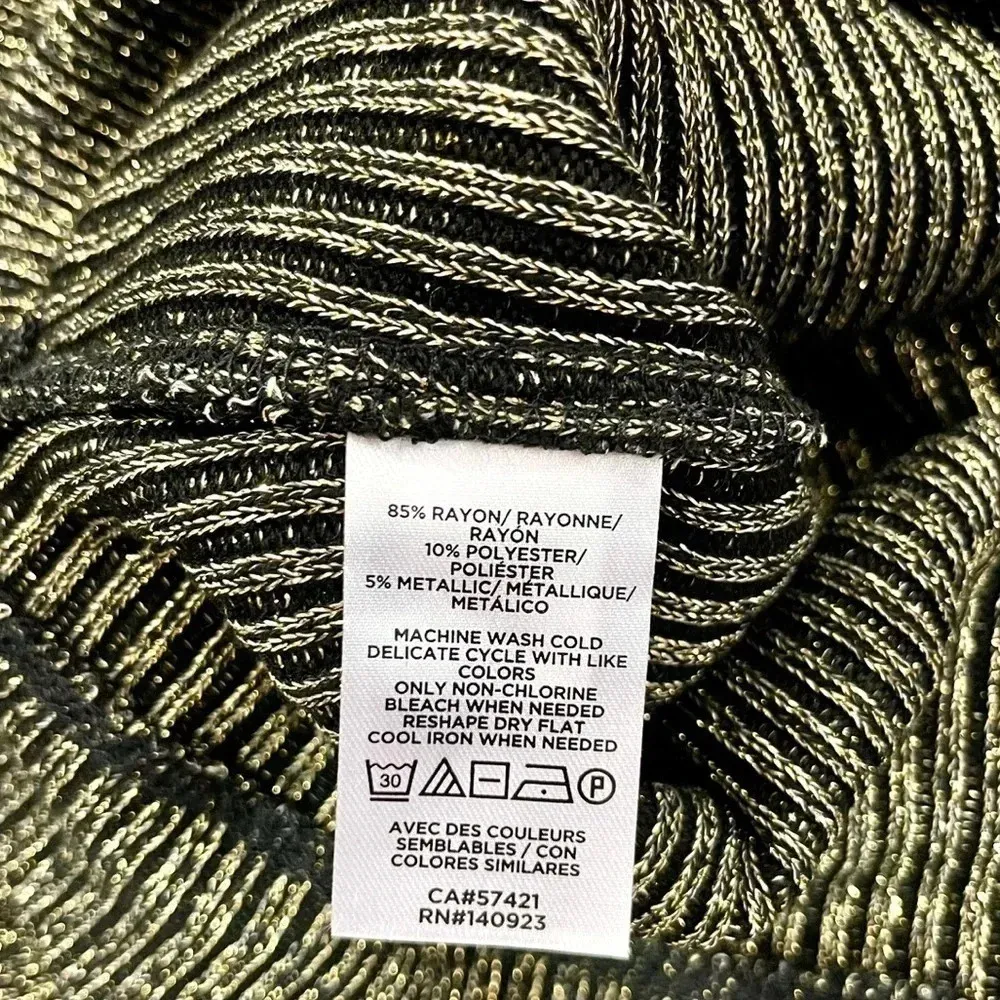 85% RAYON/ RAYONNE/
RAYÓN
10% POLYESTER/
POLIÉSTER
5% METALLIC/ MÉTALLIQUE/
METÁLICO
MACHINE WASH COLD
DELICATE CYCLE WITH LIKE
COLORS
ONLY NON-CHLORINE
BLEACH WHEN NEEDED
RESHAPE DRY FLAT
COOL IRON WHEN NEEDED
30 P
AVEC DES COULEURS
SEMBLABLES / CON
COLORES SIMILARES
CA#57421
RN#140923